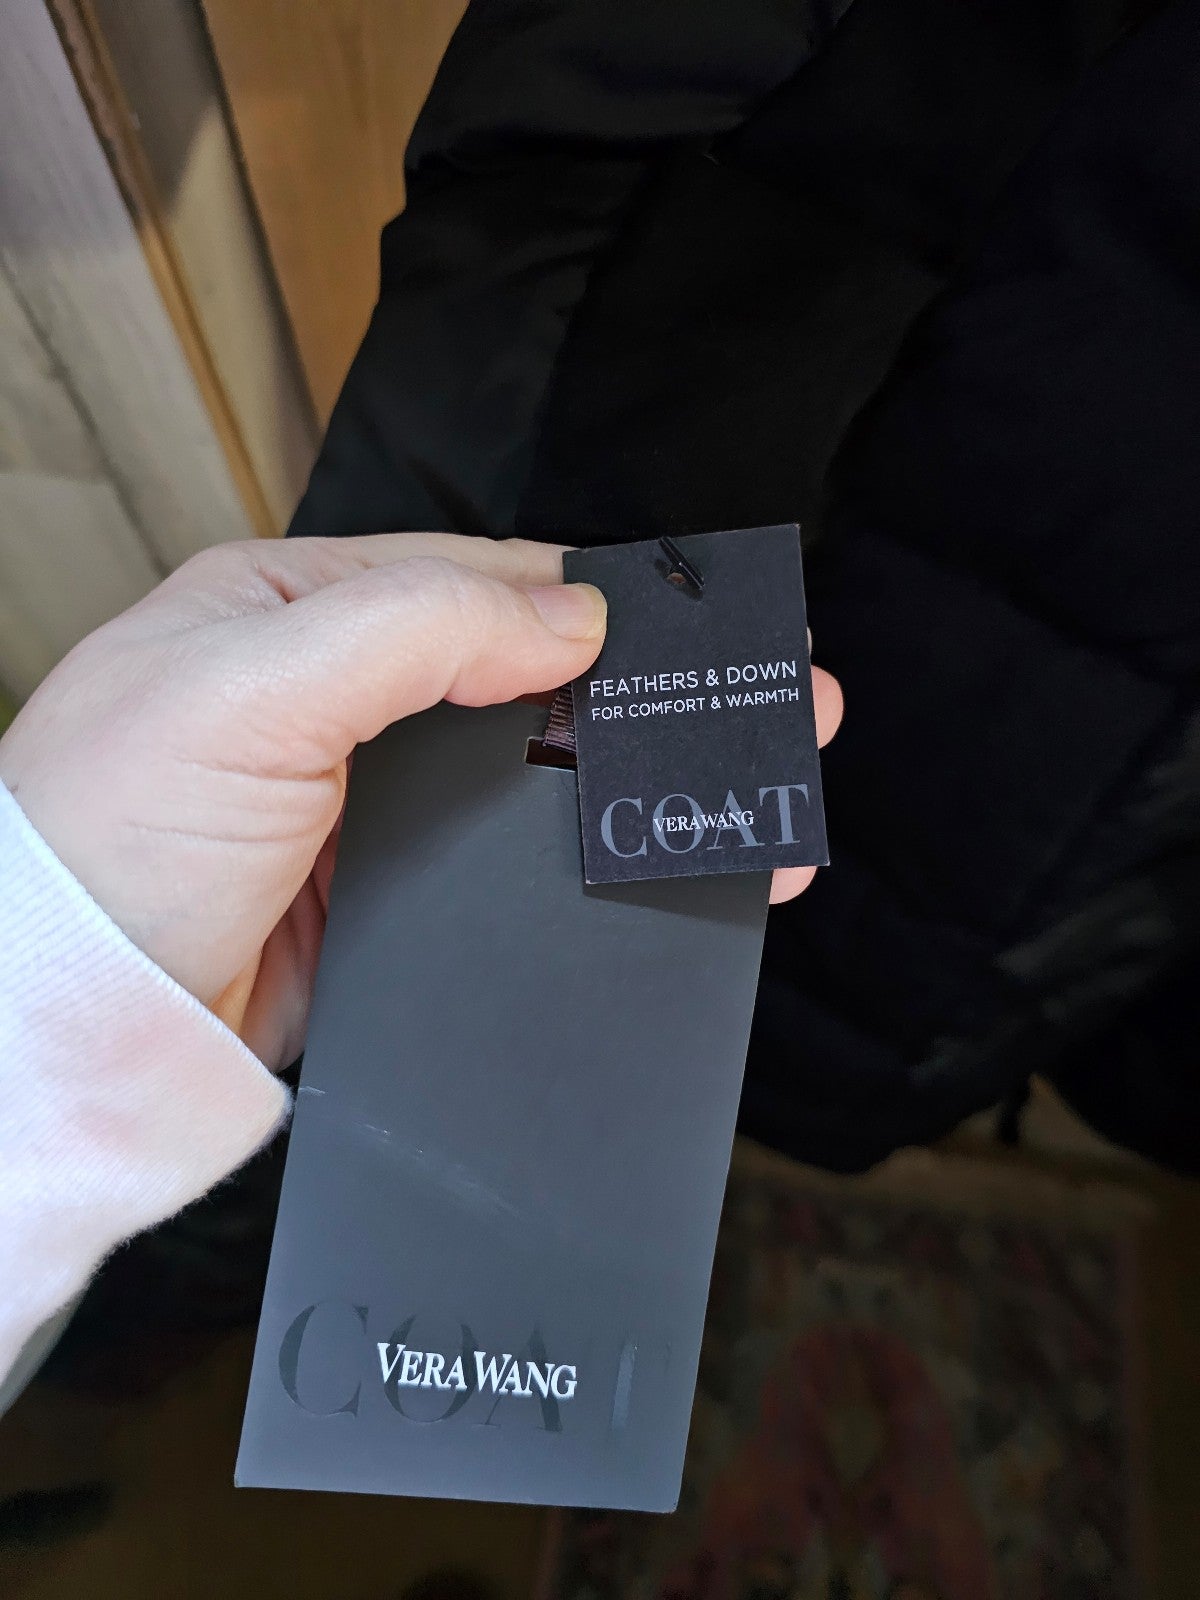 FEATHERS & DOWN
FOR COMFORT & WARMTH
COAT
VERA WANG
COAT
VERA WANG